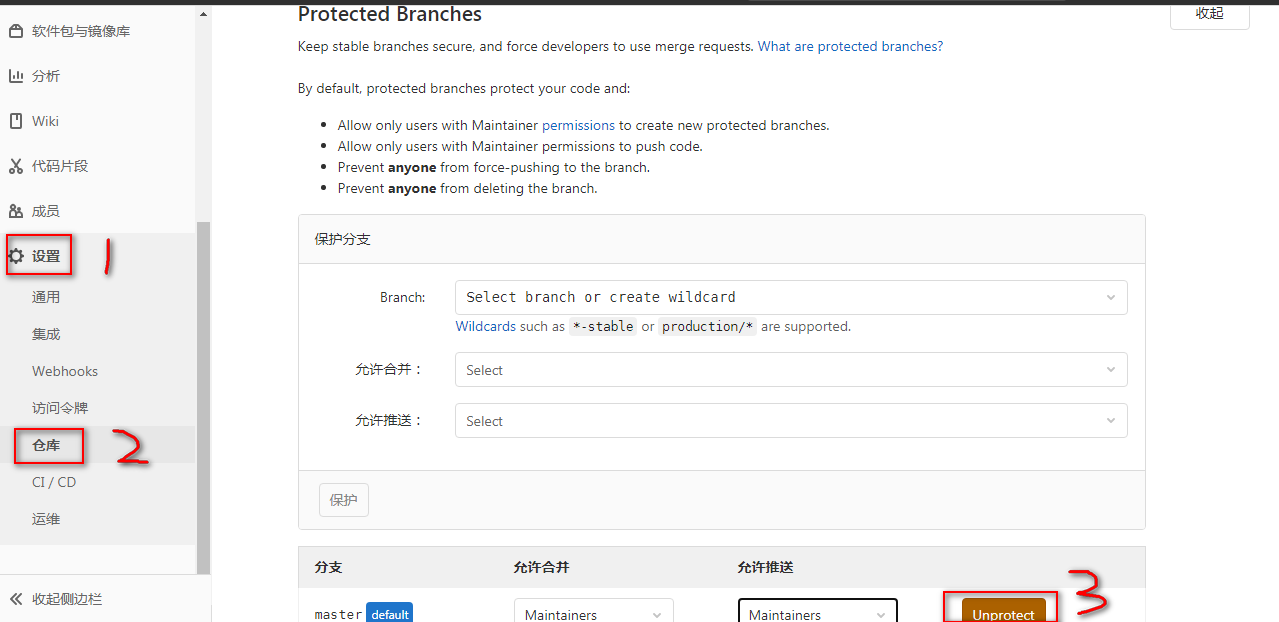 Protected Branches
收起
Keep stable branches secure, and force developers to use merge requests. What are protected branches?
By default, protected branches protect your code and:
Allow only users with Maintainer permissions to create new protected branches.
Allow only users with Maintainer permissions to push code.
Prevent anyone from force-pushing to the branch.
Prevent anyone from deleting the branch.
软件包与镜像库
分析
Wiki
代码片段
成员
设置
1
通用
集成
Webhooks
访问令牌
仓库
2
CI / CD
运维
收起侧边栏
保护分支
Branch:
Select branch or create wildcard
Wildcards such as *-stable or production/* are supported.
允许合并：
Select
允许推送：
Select
保护
分支 允许合并 允许推送
3
master default Maintainers Maintainers Unprotect